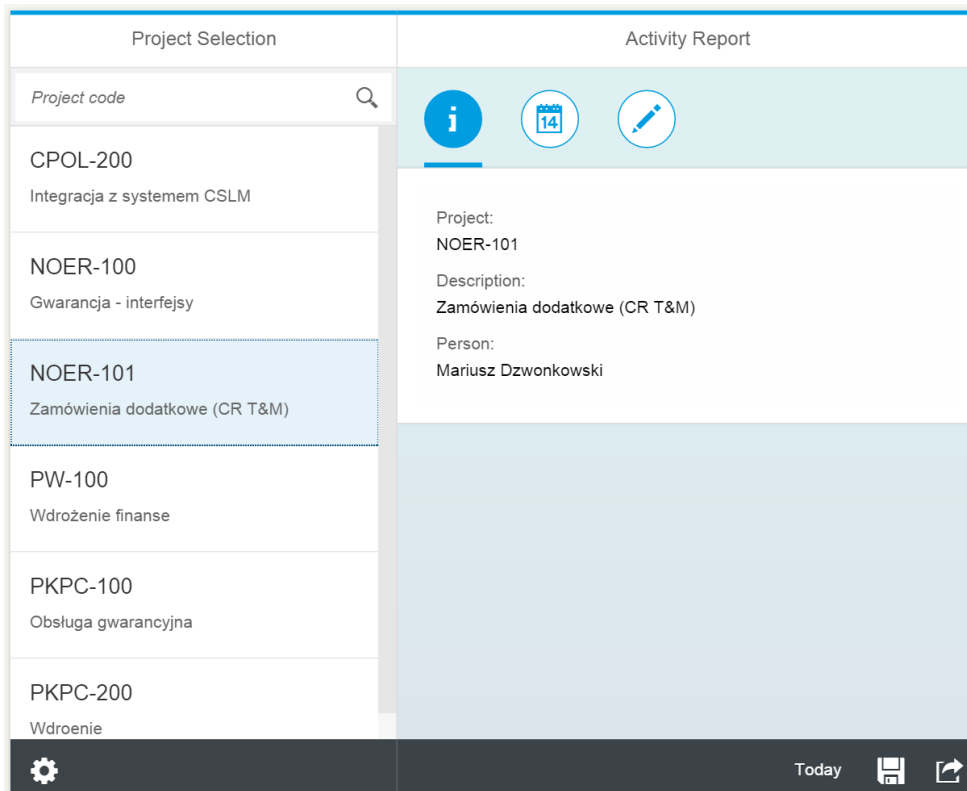 Project Selection
Activity Report
Project code
CPOL-200
Integracja z systemem CSLM
NOER-100
Gwarancja - interfejsy
NOER-101
Zamówienia dodatkowe (CR T&M)
PW-100
Wdrożenie finanse
PKPC-100
Obsługa gwarancyjna
PKPC-200
Wdroenie
i
14
Project:
NOER-101
Description:
Zamówienia dodatkowe (CR T&M)
Person:
Mariusz Dzwonkowski
Today